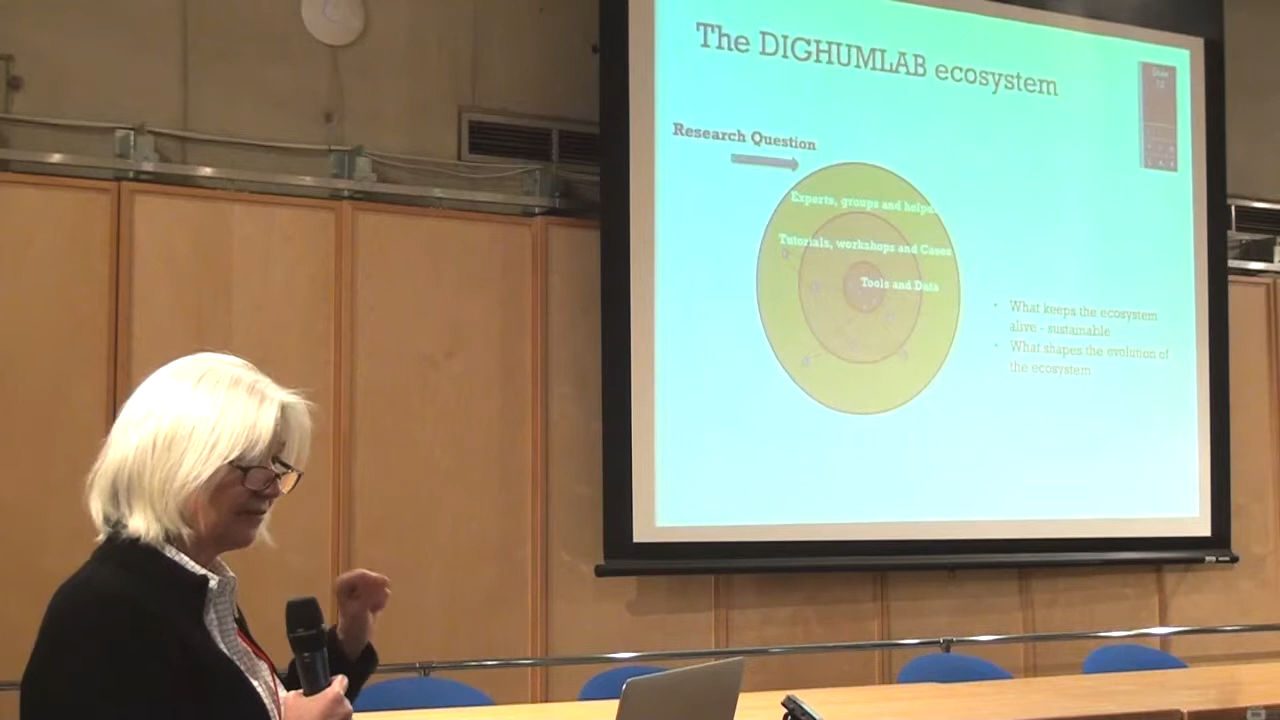 The DIGHUMLAB ecosystem
Research Question
Experts, groups and helpe
Tutorials, workshops and Cases
Tools and Data
• What keeps the ecosystem
alive - sustainable
• What shapes the evolution of
the ecosystem